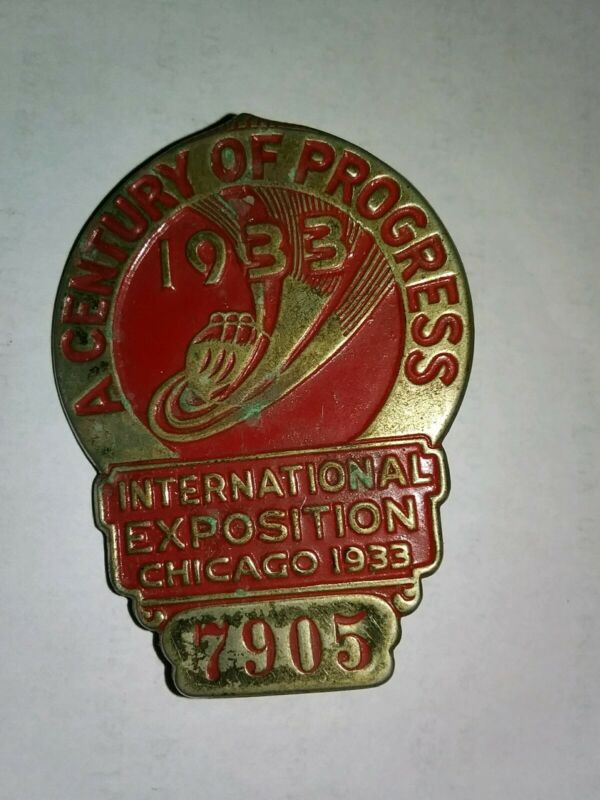 A CENTURY OF PROGRESS
1933
INTERNATIONAL
EXPOSITION
CHICAGO 1933
7905